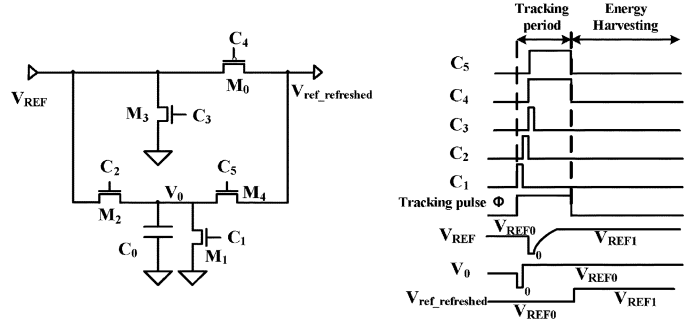 C4
VREF
M0
Vref_refreshed
M3
C3
C2
V0
C5
M2
M4
C0
C1
M1
Tracking period
Energy Harvesting
C5
C4
C3
C2
C1
Tracking pulse Φ
VREF
VREF0
0
VREF1
V0
0
VREF0
Vref_refreshed
VREF0
VREF1